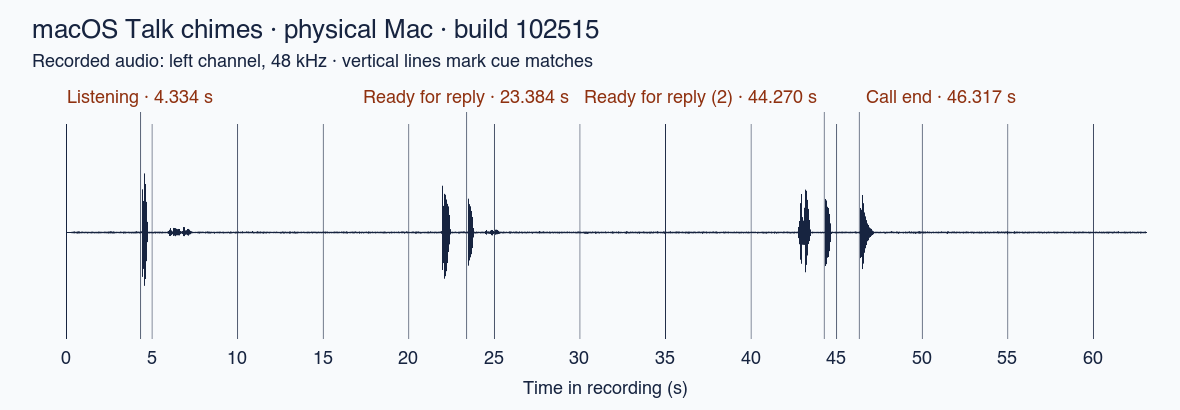 macOS Talk chimes · physical Mac · build 102515
Recorded audio: left channel, 48 kHz · vertical lines mark cue matches
Listening · 4.334 s Ready for reply · 23.384 s Ready for reply (2) · 44.270 s Call end · 46.317 s
0 5 10 15 20 25 30 35 40 45 50 55 60
Time in recording (s)